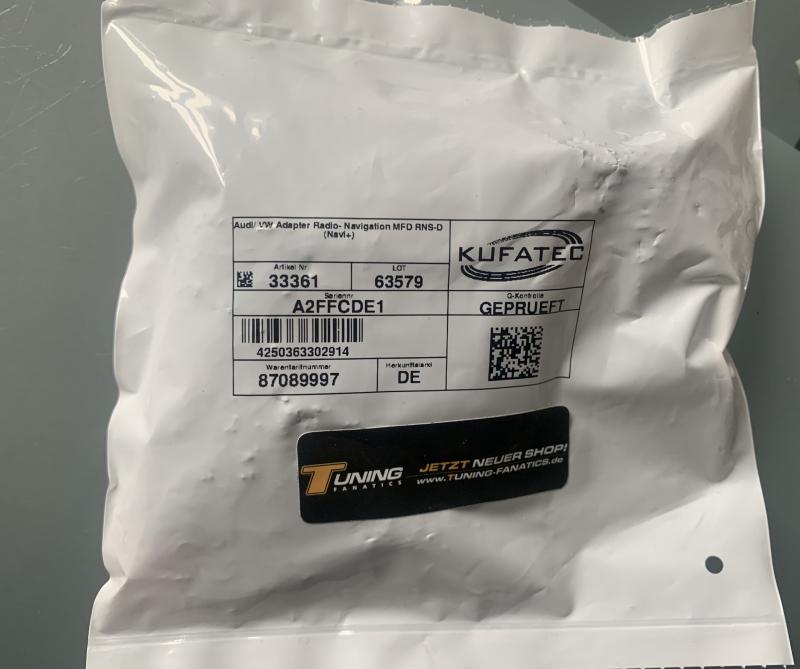 Audi/ VW Adapter Radio- Navigation MFD RNS-D
(Navi+)
KUFATEC
Artikel Nr
33361
LOT
63579
Seriennr
A2FFCDE1
Q-Kontrolle
GEPRUEFT
4250363302914
Warentarifnummer
87089997
Herkunftsland
DE
TUNING
FANATICS
JETZT NEUER SHOP!
www.TUNING-FANATICS.de